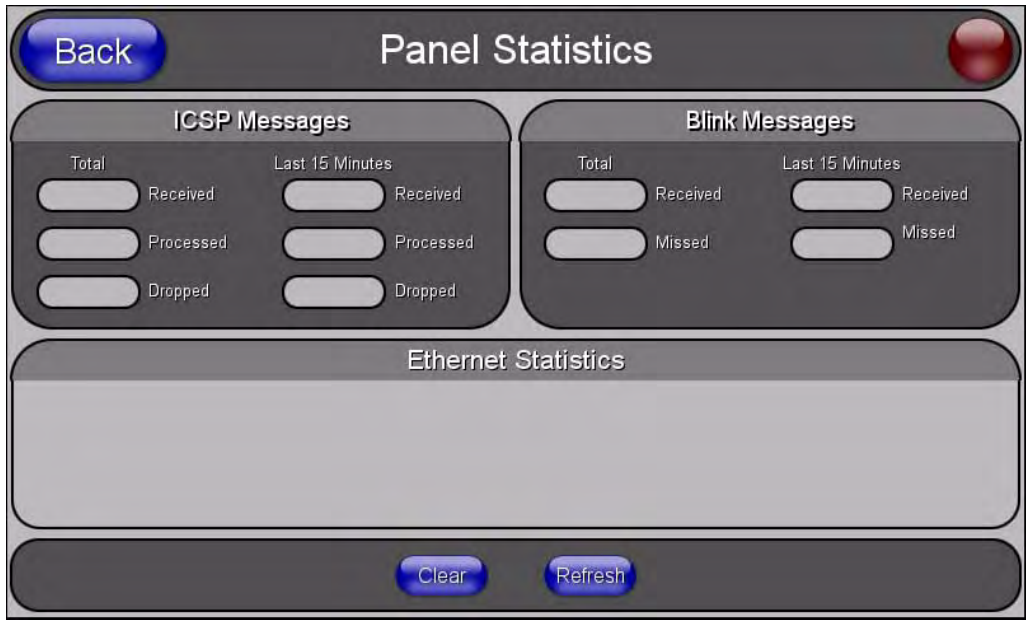 Back
Panel Statistics
ICSP Messages
Total
Last 15 Minutes
Received
Received
Processed
Processed
Dropped
Dropped
Blink Messages
Total
Last 15 Minutes
Received
Received
Missed
Missed
Ethernet Statistics
Clear
Refresh